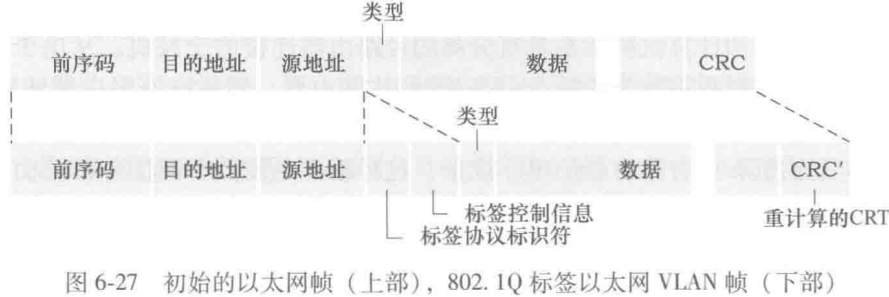 类型
前序码 目的地址 源地址 数据 CRC
类型
前序码 目的地址 源地址 数据 CRC'
标签控制信息
标签协议标识符
重计算的CRT
图 6-27 初始的以太网帧（上部），802.1Q 标签以太网 VLAN 帧（下部）